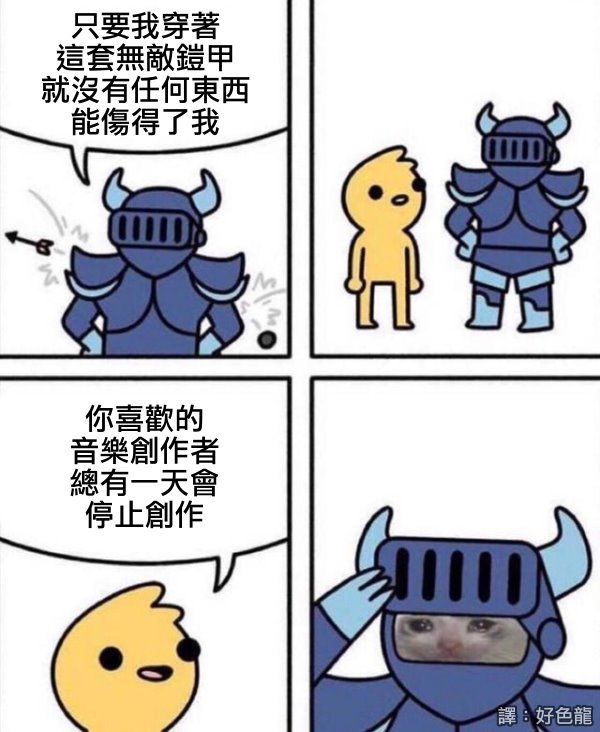 只要我穿著
這套無敵鎧甲
就沒有任何東西
能傷得了我
你喜歡的
音樂創作者
總有一天會
停止創作
譯：好色龍